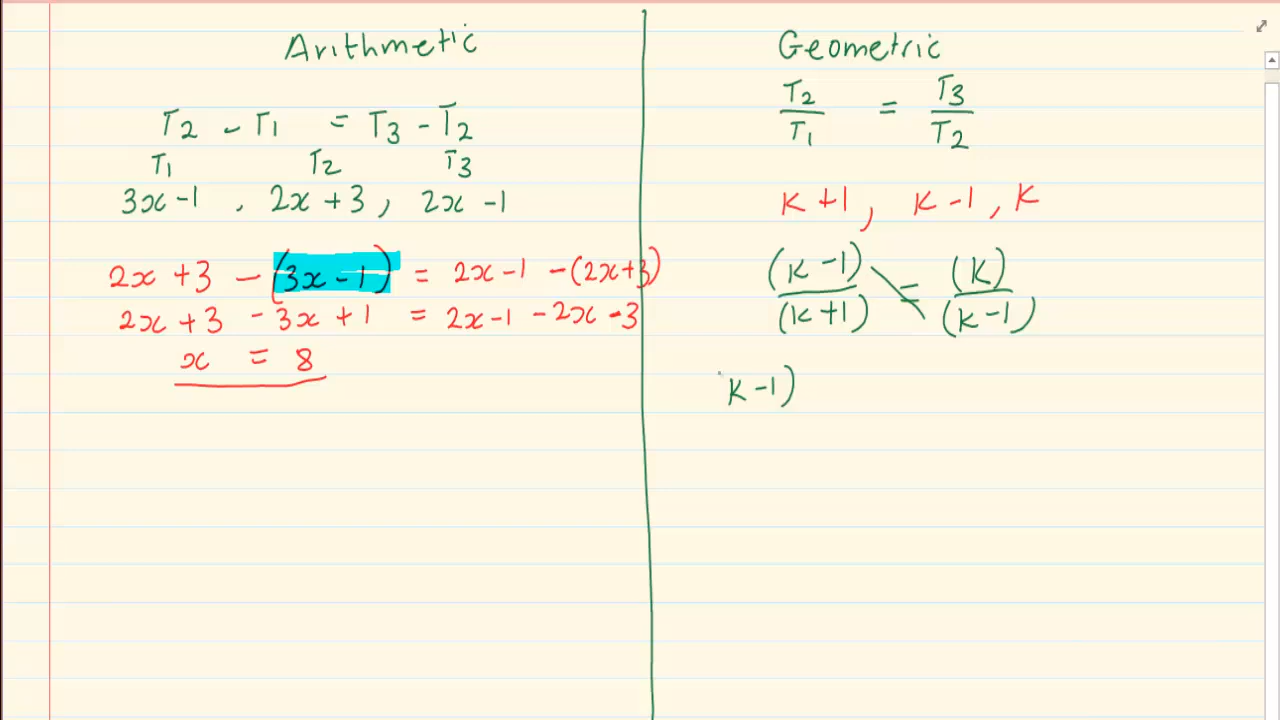 Arithmetic
T2 - T1 = T3 - T2
T1 T2 T3
3x - 1 , 2x + 3 , 2x - 1
2x + 3 - (3x - 1) = 2x - 1 - (2x + 3)
2x + 3 - 3x + 1 = 2x - 1 - 2x - 3
x = 8
Geometric
T2/T1 = T3/T2
K + 1 , K - 1 , K
(K - 1)/(K + 1) = (K)/(K - 1)
K - 1)